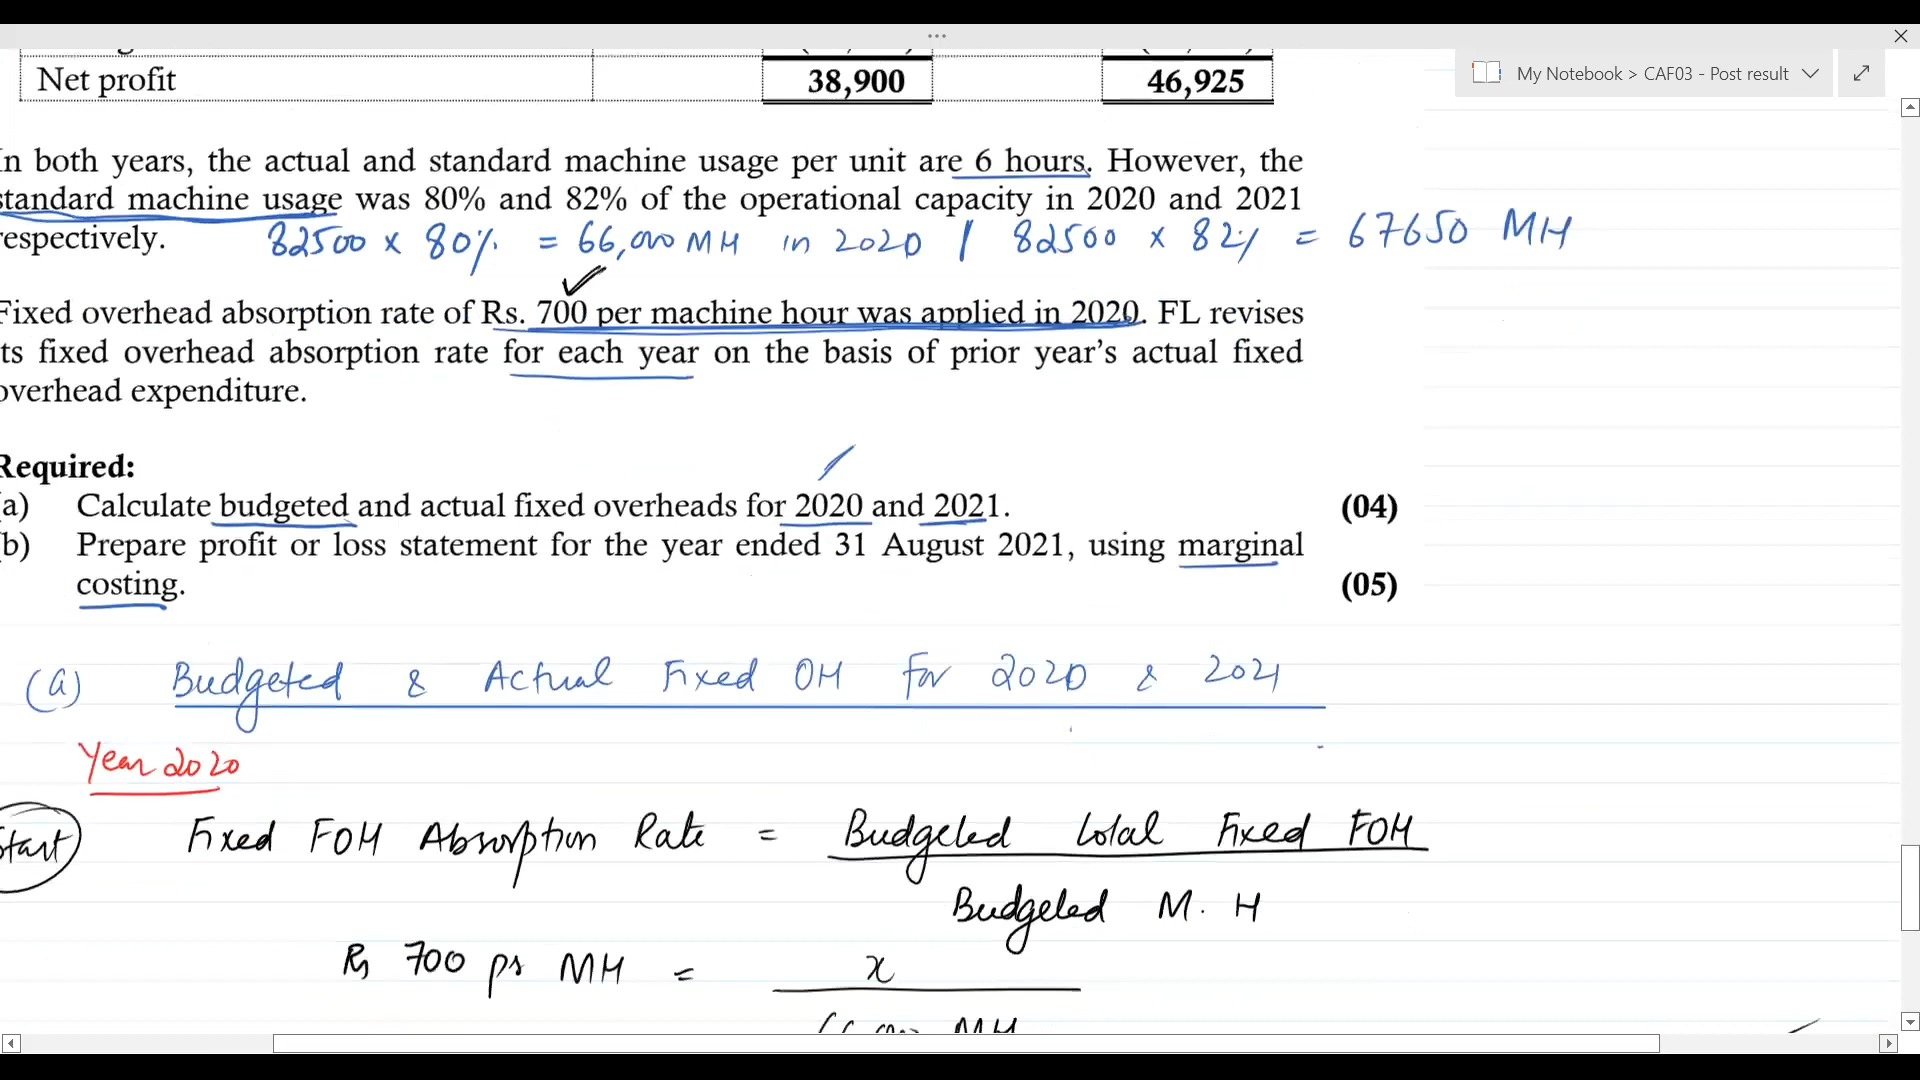 My Notebook > CAF03 - Post result
Net profit 38,900 46,925
n both years, the actual and standard machine usage per unit are 6 hours. However, the
standard machine usage was 80% and 82% of the operational capacity in 2020 and 2021
respectively.
82500 x 80% = 66,000 MH in 2020 / 82500 x 82% = 67650 MH
Fixed overhead absorption rate of Rs. 700 per machine hour was applied in 2020. FL revises
ts fixed overhead absorption rate for each year on the basis of prior year's actual fixed
overhead expenditure.
Required:
a) Calculate budgeted and actual fixed overheads for 2020 and 2021. (04)
b) Prepare profit or loss statement for the year ended 31 August 2021, using marginal
costing. (05)
(a) Budgeted & Actual Fixed OH for 2020 & 2021
Year 2020
Start Fixed FOH Absorption Rate = Budgeted total Fixed FOH
Budgeted M.H
Rs 700 per MH = x
66,000 MH